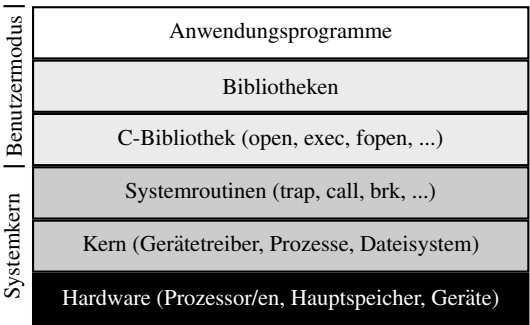 Anwendungsprogramme
Bibliotheken
C-Bibliothek (open, exec, fopen, ...)
Systemroutinen (trap, call, brk, ...)
Kern (Gerätetreiber, Prozesse, Dateisystem)
Hardware (Prozessor/en, Hauptspeicher, Geräte)
Benutzermodus
Systemkern